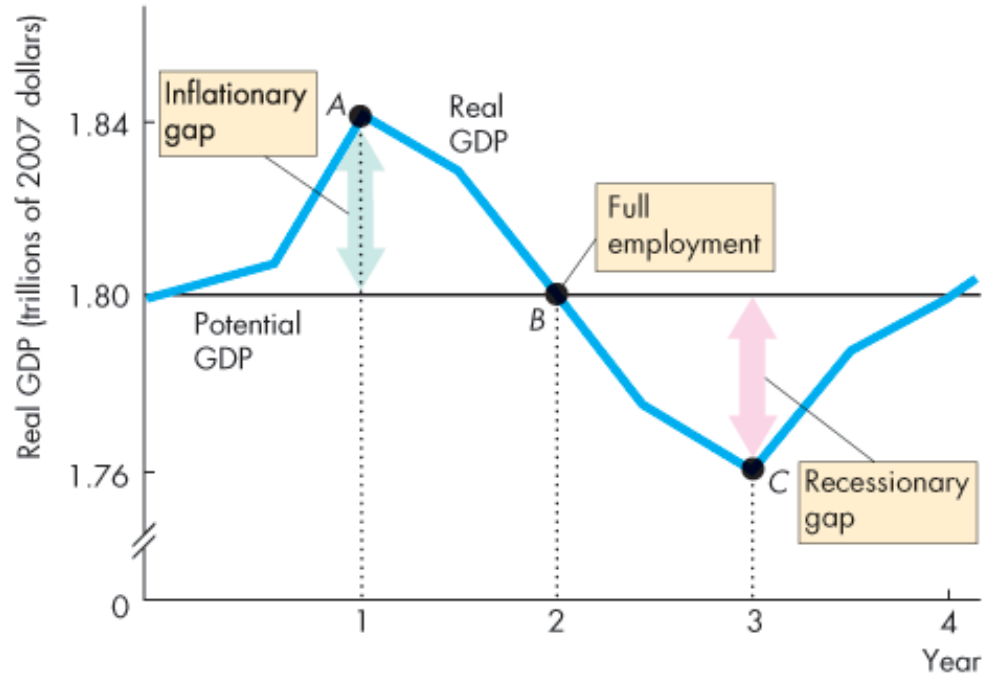 Real GDP (trillions of 2007 dollars)
Inflationary
gap
A
Real
GDP
1.84
Full
employment
1.80
B
Potential
GDP
1.76
C
Recessionary
gap
0
1
2
3
4
Year